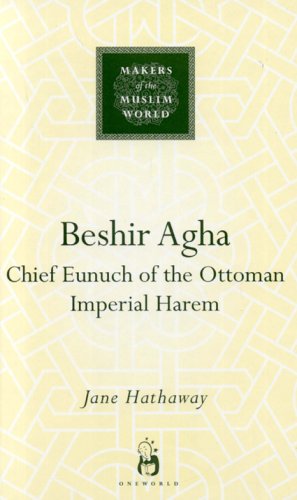 MAKERS
of the
MUSLIM
WORLD
Beshir Agha
Chief Eunuch of the Ottoman
Imperial Harem
Jane Hathaway
ONEWORLD